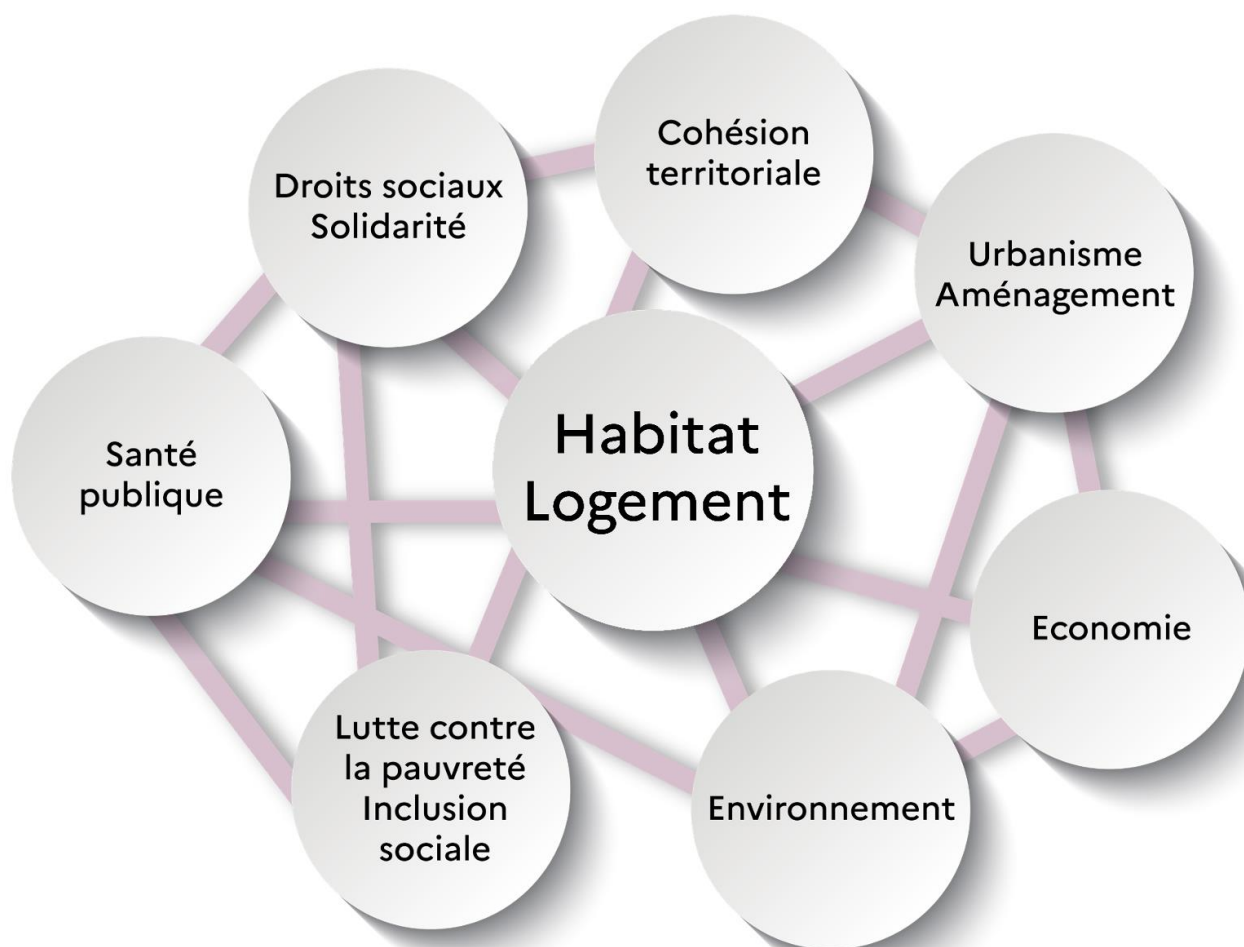 Cohésion
territoriale
Droits sociaux
Solidarité
Urbanisme
Aménagement
Habitat
Logement
Santé
publique
Economie
Lutte contre
la pauvreté
Inclusion
sociale
Environnement